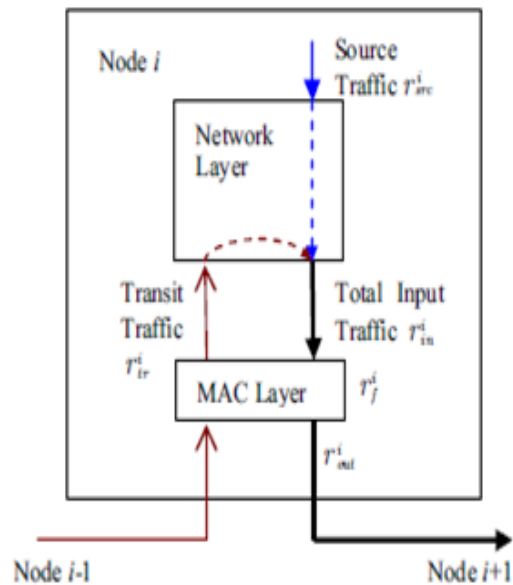 Node i
Source
Traffic r^i_src
Network
Layer
Transit
Traffic
r^i_tr
Total Input
Traffic r^i_in
MAC Layer
r^i_f
r^i_out
Node i-1
Node i+1